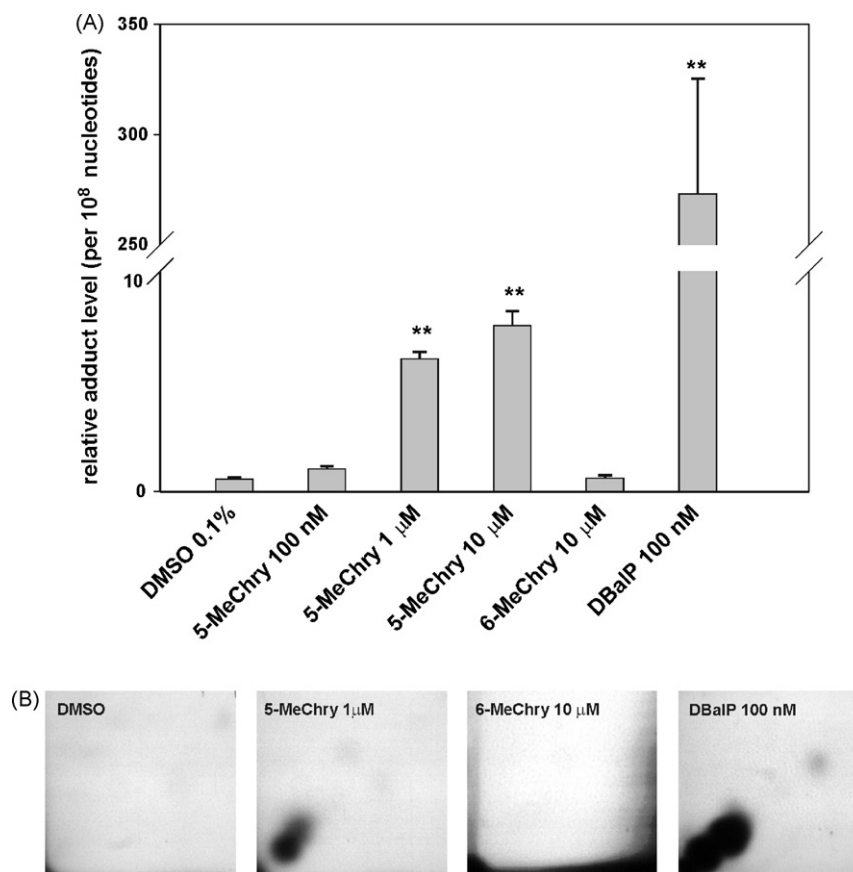 (A)
relative adduct level (per 10⁸ nucleotides)
350
300
250
10
0
**
**
**
DMSO 0.1%
5-MeChry 100 nM
5-MeChry 1 μM
5-MeChry 10 μM
6-MeChry 10 μM
DBalP 100 nM
(B)
DMSO
5-MeChry 1μM
6-MeChry 10 μM
DBalP 100 nM